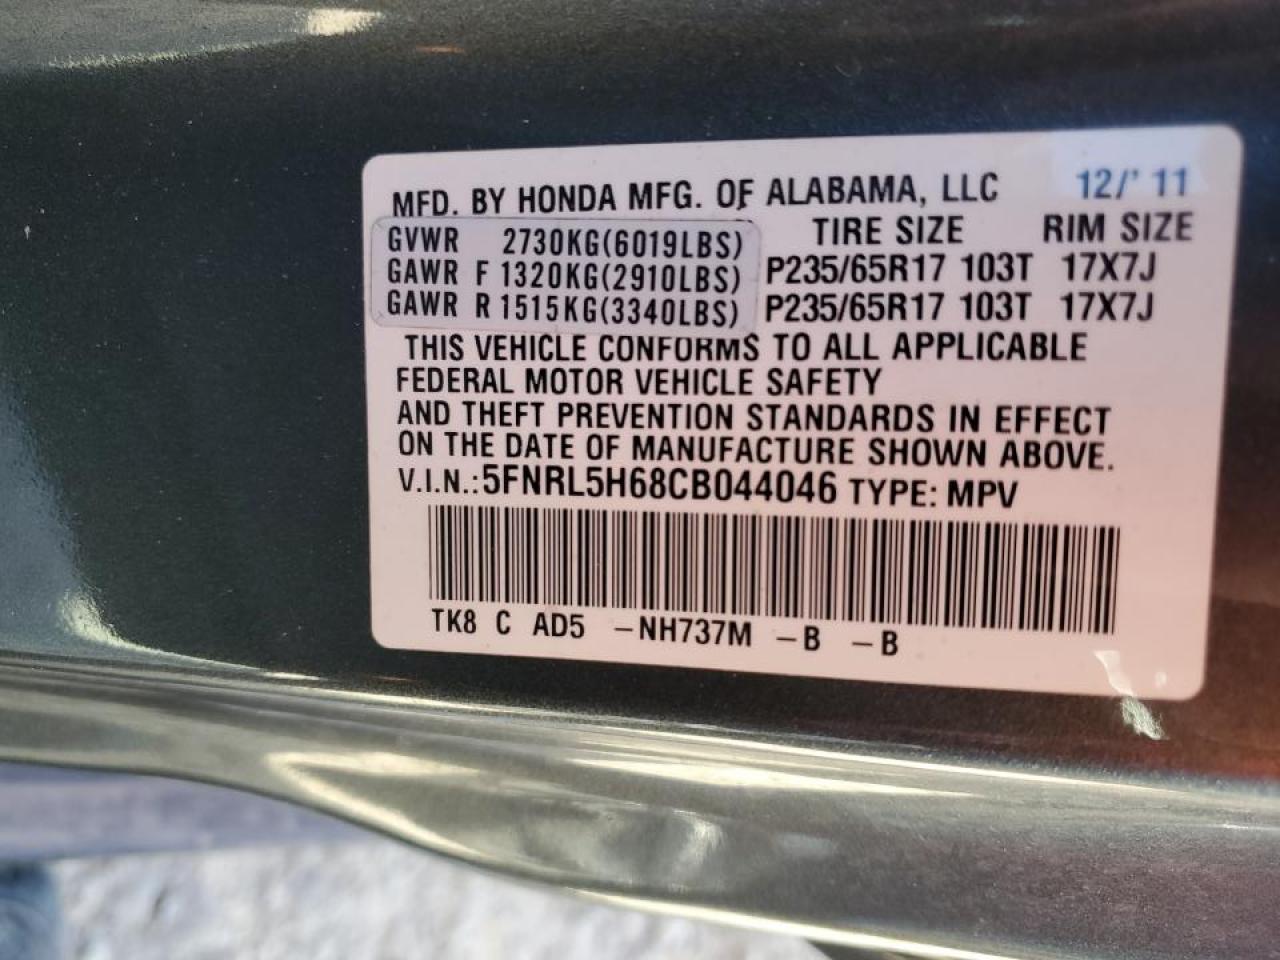 MFD. BY HONDA MFG. OF ALABAMA, LLC 12/' 11
TIRE SIZE RIM SIZE
GVWR 2730KG(6019LBS)
GAWR F 1320KG(2910LBS) P235/65R17 103T 17X7J
GAWR R 1515KG(3340LBS) P235/65R17 103T 17X7J
THIS VEHICLE CONFORMS TO ALL APPLICABLE
FEDERAL MOTOR VEHICLE SAFETY
AND THEFT PREVENTION STANDARDS IN EFFECT
ON THE DATE OF MANUFACTURE SHOWN ABOVE.
V.I.N.: 5FNRL5H68CB044046 TYPE: MPV
TK8 C AD5 -NH737M -B -B